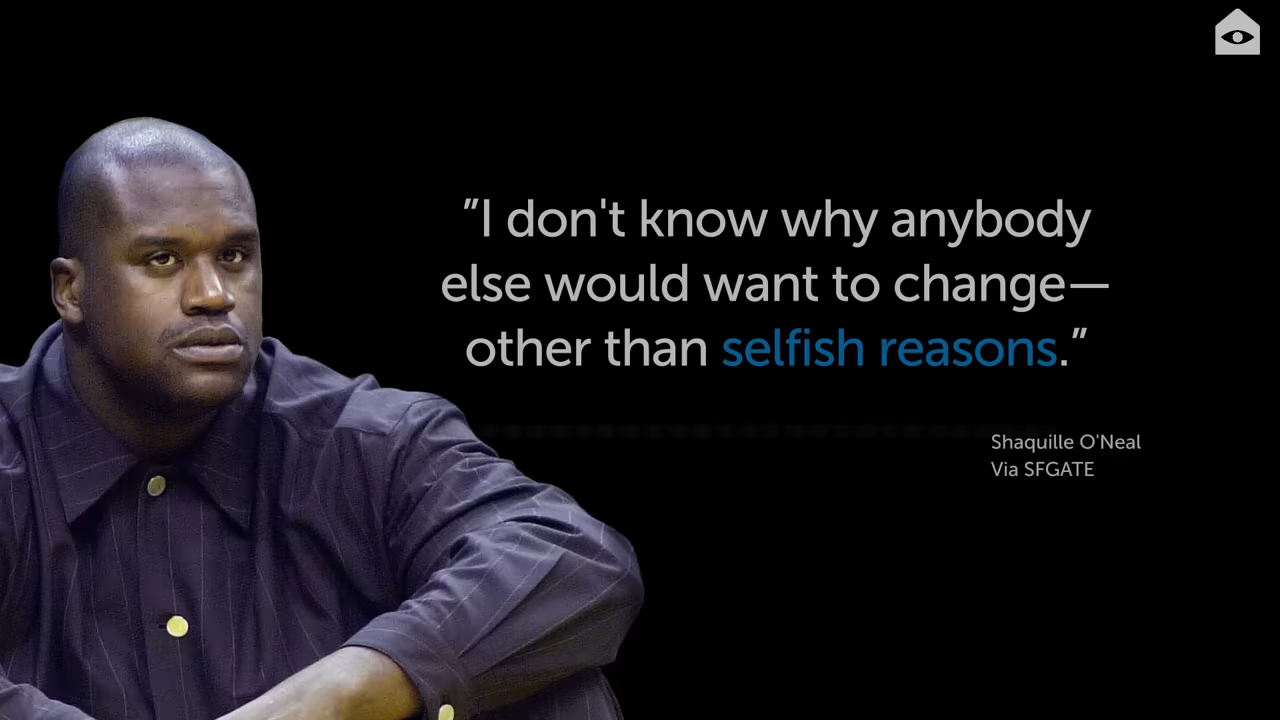 "I don't know why anybody
else would want to change—
other than selfish reasons."
Shaquille O'Neal
Via SFGATE